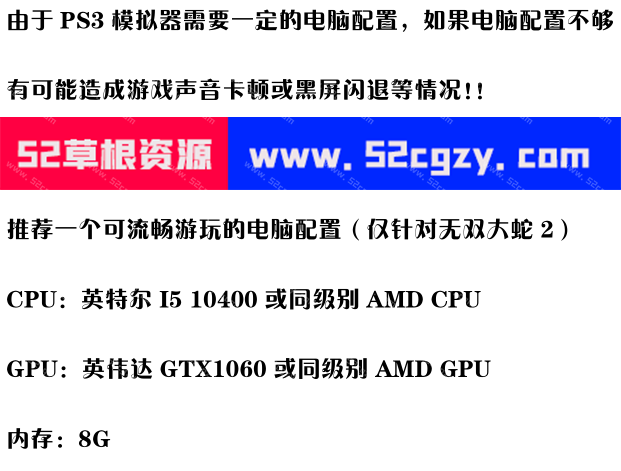 由于 PS3 模拟器需要一定的电脑配置，如果电脑配置不够
有可能造成游戏声音卡顿或黑屏闪退等情况!!
52草根资源 www.52cgzy.com
推荐一个可流畅游玩的电脑配置（仅针对无双大蛇 2）
CPU：英特尔 I5 10400 或同级别 AMD CPU
GPU：英伟达 GTX1060 或同级别 AMD GPU
内存：8G